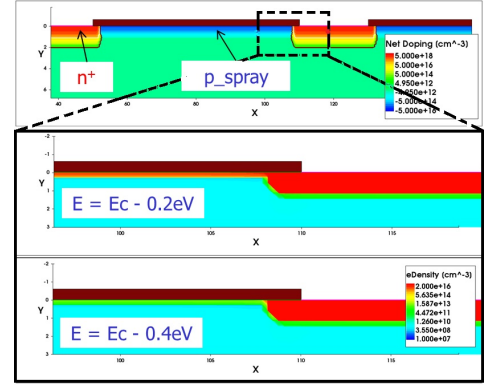 Y
0
2
4
6
n+
p_spray
Net Doping (cm^-3)
5.000e+18
5.000e+16
5.000e+14
4.950e+12
-4.950e+12
-5.000e+14
-5.000e+16
40
60
80
100
120
X
-2
-1
Y
0
1
2
3
E = Ec - 0.2eV
100
105
110
115
X
-2
-1
Y
0
1
2
3
E = Ec - 0.4eV
eDensity (cm^-3)
2.000e+16
5.635e+14
1.587e+13
4.472e+11
1.260e+10
3.550e+08
1.000e+07
100
105
110
115
X